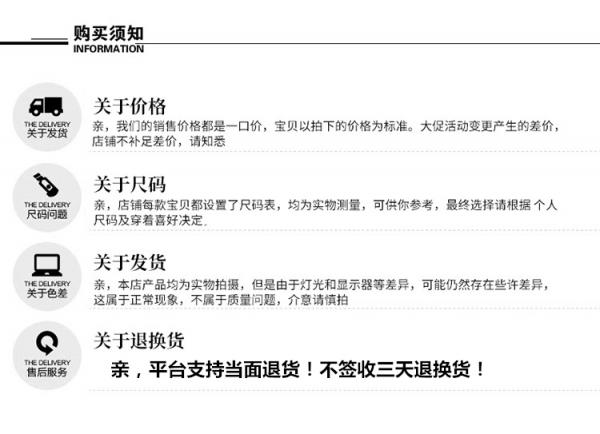 购买须知
INFORMATION
THE DELIVERY
关于发货
关于价格
亲，我们的销售价格都是一口价，宝贝以拍下的价格为标准。大促活动变更产生的差价，
店铺不补足差价，请知悉
THE DELIVERY
尺码问题
关于尺码
亲，店铺每款宝贝都设置了尺码表，均为实物测量，可供你参考，最终选择请根据 个人
尺码及穿着喜好决定.
THE DELIVERY
关于色差
关于发货
亲，本店产品均为实物拍摄，但是由于灯光和显示器等差异，可能仍然存在些许差异，
这属于正常现象，不属于质量问题，介意请慎拍
THE DELIVERY
售后服务
关于退换货
亲，平台支持当面退货！不签收三天退换货！